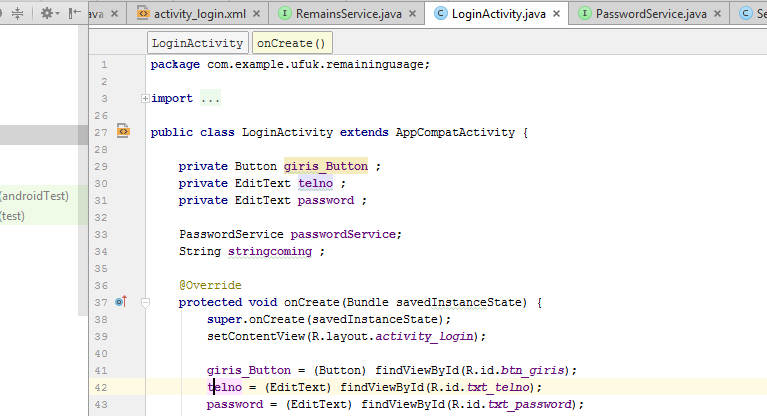 .java
activity_login.xml
RemainsService.java
LoginActivity.java
PasswordService.java
Se
LoginActivity
onCreate()
(androidTest)
(test)
1 package com.example.ufuk.remainingusage;
2
3 import ...
26
27 public class LoginActivity extends AppCompatActivity {
28
29 private Button giris_Button ;
30 private EditText telno ;
31 private EditText password ;
32
33 PasswordService passwordService;
34 String stringcoming ;
35
36 @Override
37 protected void onCreate(Bundle savedInstanceState) {
38 super.onCreate(savedInstanceState);
39 setContentView(R.layout.activity_login);
40
41 giris_Button = (Button) findViewById(R.id.btn_giris);
42 telno = (EditText) findViewById(R.id.txt_telno);
43 password = (EditText) findViewById(R.id.txt_password);